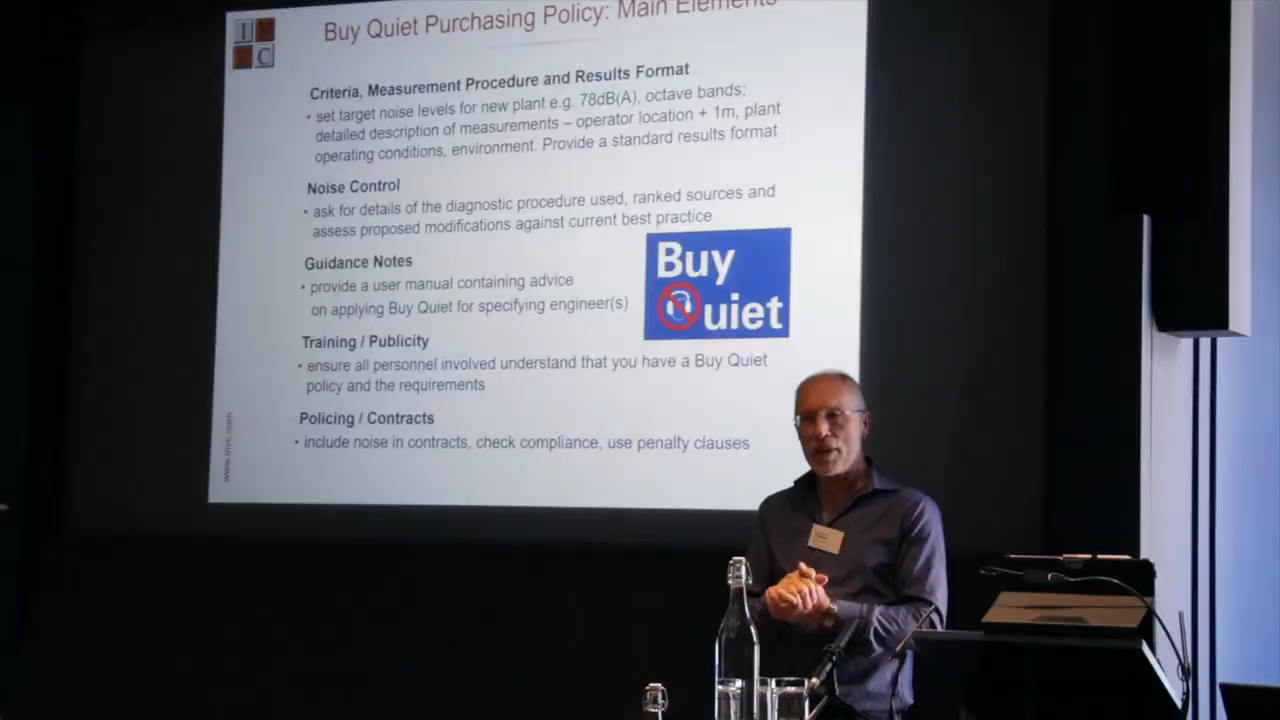 I
C
Buy Quiet Purchasing Policy: Main Elements
Criteria, Measurement Procedure and Results Format
• set target noise levels for new plant e.g. 78dB(A), octave bands;
detailed description of measurements – operator location + 1m, plant
operating conditions, environment. Provide a standard results format
Noise Control
• ask for details of the diagnostic procedure used, ranked sources and
assess proposed modifications against current best practice
Guidance Notes
• provide a user manual containing advice
on applying Buy Quiet for specifying engineer(s)
Buy
Quiet
Training / Publicity
• ensure all personnel involved understand that you have a Buy Quiet
policy and the requirements
Policing / Contracts
• include noise in contracts, check compliance, use penalty clauses